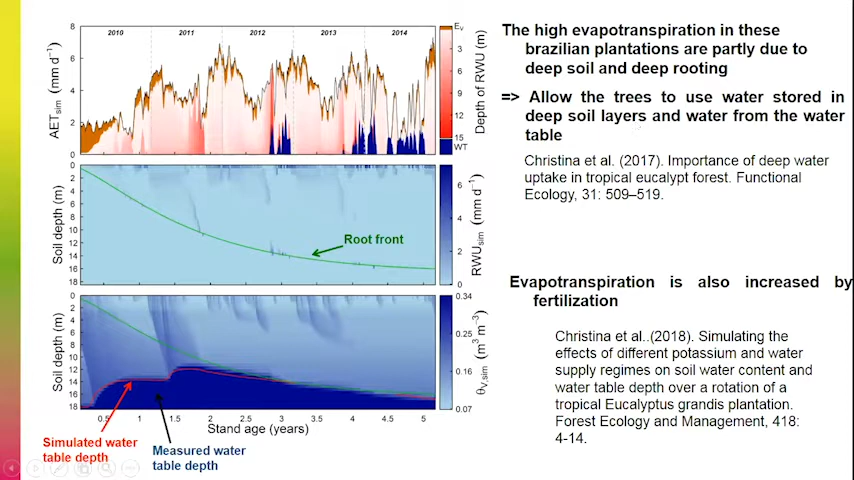 The high evapotranspiration in these
brazilian plantations are partly due to
deep soil and deep rooting
=> Allow the trees to use water stored in
deep soil layers and water from the water
table
Christina et al. (2017). Importance of deep water
uptake in tropical eucalypt forest. Functional
Ecology, 31: 509–519.
Evapotranspiration is also increased by
fertilization
Christina et al..(2018). Simulating the
effects of different potassium and water
supply regimes on soil water content and
water table depth over a rotation of a
tropical Eucalyptus grandis plantation.
Forest Ecology and Management, 418:
4-14.
2010 2011 2012 2013 2014
AETsim (mm d⁻¹)
8
6
4
2
0
Ev
3
6
9
12
15
WT
Depth of RWU (m)
Soil depth (m)
0
2
4
6
8
10
12
14
16
18
Root front
6
4
2
0
RWUsim (mm d⁻¹)
Soil depth (m)
0
2
4
6
8
10
12
14
16
18
0.34
0.25
0.16
0.07
θV,sim (m³ m⁻³)
0.5 1 1.5 2 2.5 3 3.5 4 4.5 5
Stand age (years)
Simulated water
table depth
Measured water
table depth